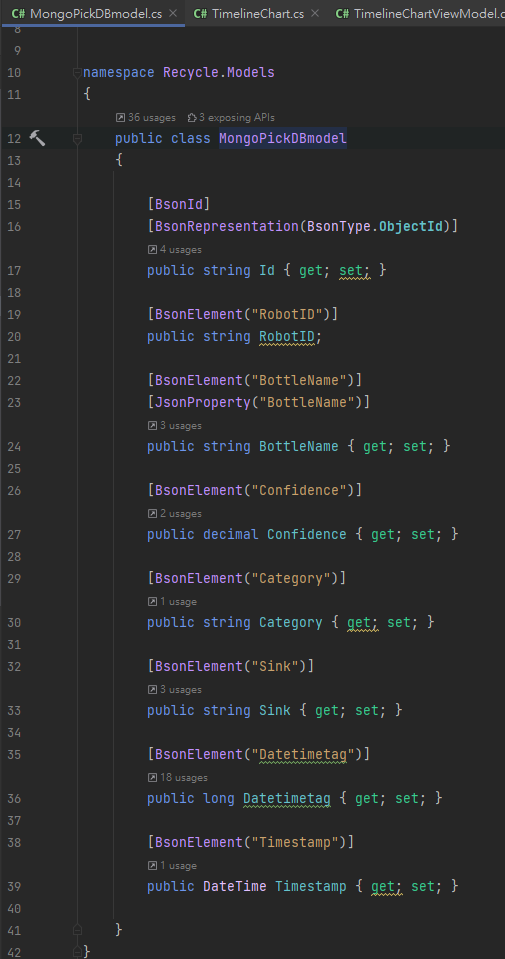 C# MongoPickDBmodel.cs × C# TimelineChart.cs × C# TimelineChartViewModel.c
8
9
10 namespace Recycle.Models
11 {
36 usages 3 exposing APIs
12 public class MongoPickDBmodel
13 {
14
15 [BsonId]
16 [BsonRepresentation(BsonType.ObjectId)]
4 usages
17 public string Id { get; set; }
18
19 [BsonElement("RobotID")]
20 public string RobotID;
21
22 [BsonElement("BottleName")]
23 [JsonProperty("BottleName")]
3 usages
24 public string BottleName { get; set; }
25
26 [BsonElement("Confidence")]
2 usages
27 public decimal Confidence { get; set; }
28
29 [BsonElement("Category")]
1 usage
30 public string Category { get; set; }
31
32 [BsonElement("Sink")]
3 usages
33 public string Sink { get; set; }
34
35 [BsonElement("Datetimetag")]
18 usages
36 public long Datetimetag { get; set; }
37
38 [BsonElement("Timestamp")]
1 usage
39 public DateTime Timestamp { get; set; }
40
41 }
42 }